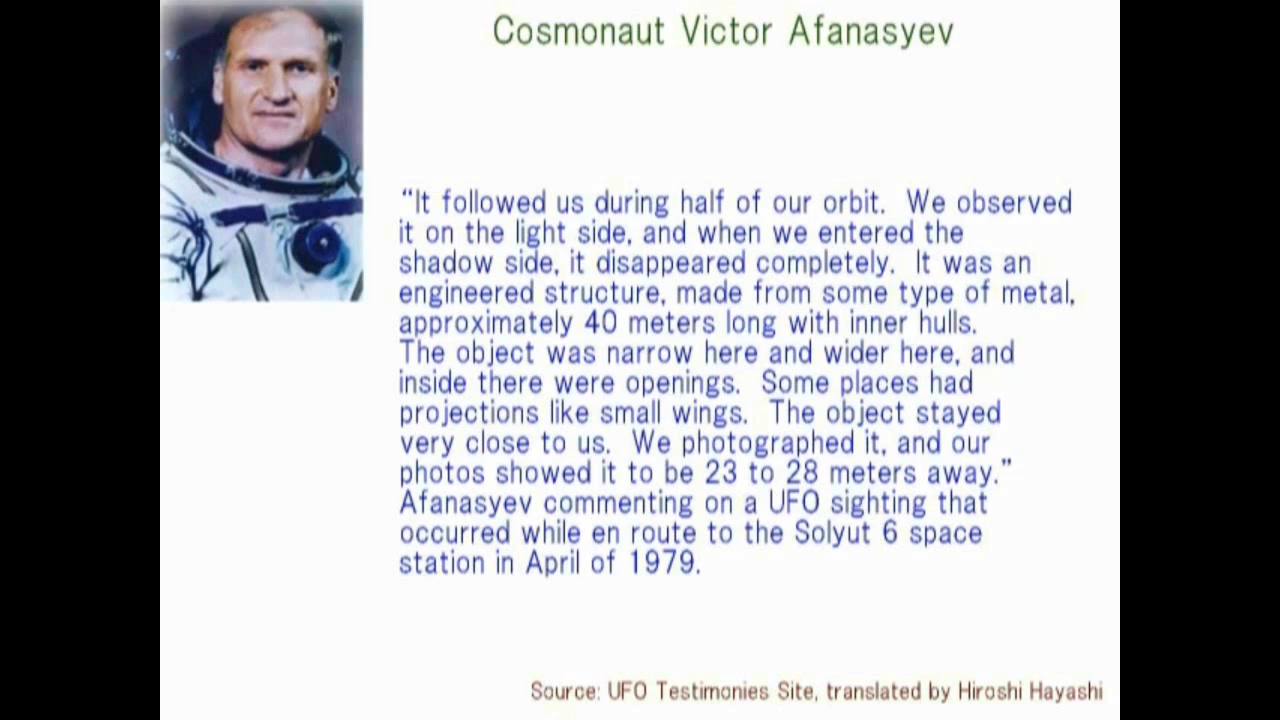 Cosmonaut Victor Afanasyev
“It followed us during half of our orbit. We observed
it on the light side, and when we entered the
shadow side, it disappeared completely. It was an
engineered structure, made from some type of metal,
approximately 40 meters long with inner hulls.
The object was narrow here and wider here, and
inside there were openings. Some places had
projections like small wings. The object stayed
very close to us. We photographed it, and our
photos showed it to be 23 to 28 meters away.”
Afanasyev commenting on a UFO sighting that
occurred while en route to the Solyut 6 space
station in April of 1979.
Source: UFO Testimonies Site, translated by Hiroshi Hayashi